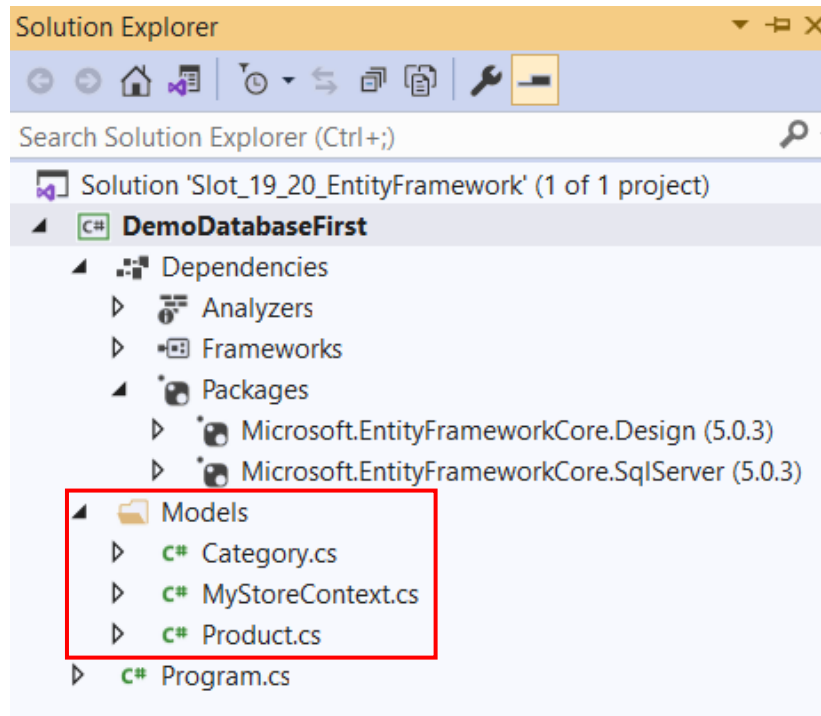 Solution Explorer
Search Solution Explorer (Ctrl+;)
Solution 'Slot_19_20_EntityFramework' (1 of 1 project)
C# DemoDatabaseFirst
Dependencies
Analyzers
Frameworks
Packages
Microsoft.EntityFrameworkCore.Design (5.0.3)
Microsoft.EntityFrameworkCore.SqlServer (5.0.3)
Models
C# Category.cs
C# MyStoreContext.cs
C# Product.cs
C# Program.cs